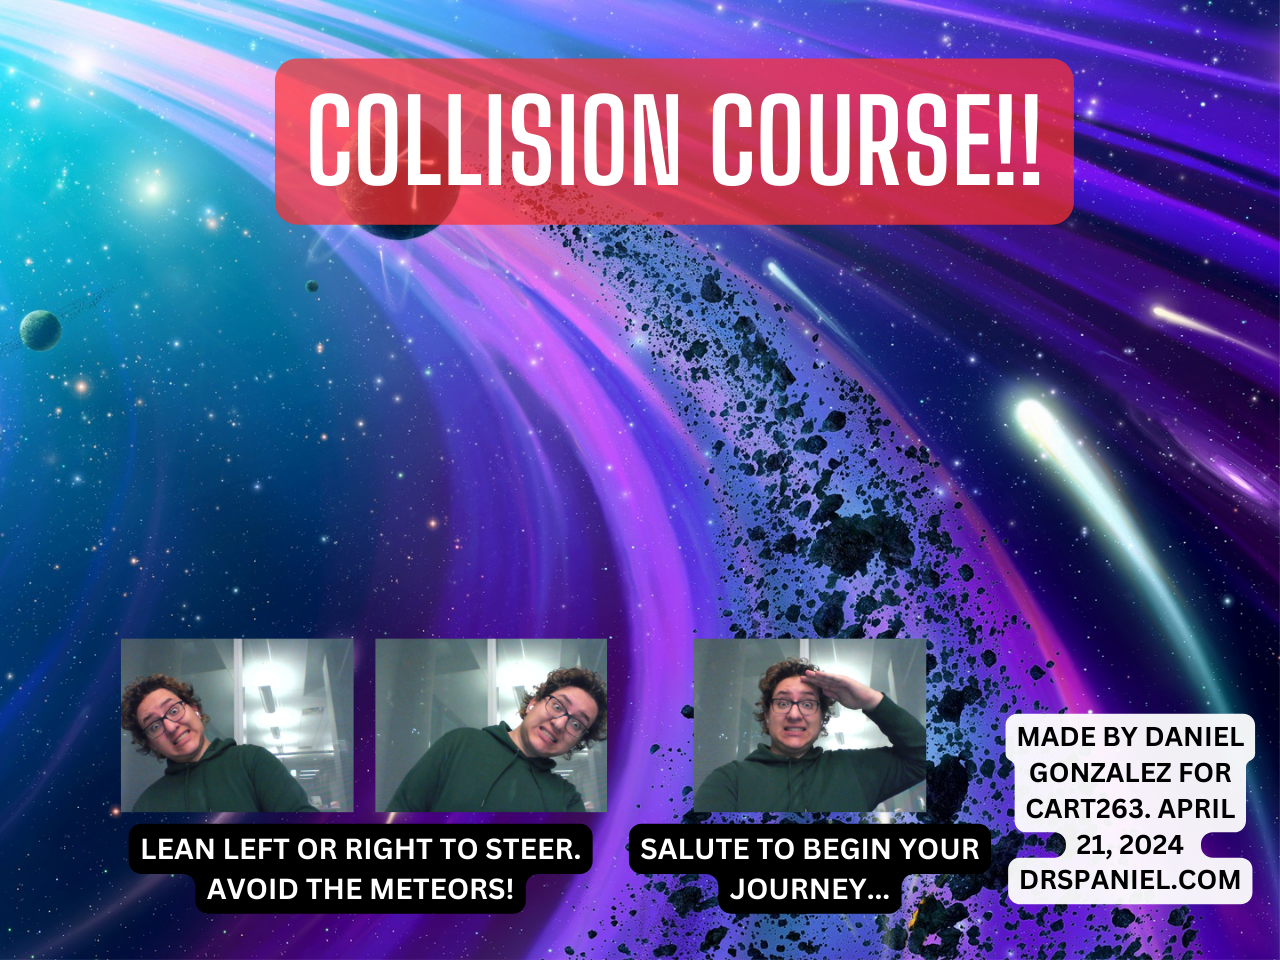 COLLISION COURSE!!
LEAN LEFT OR RIGHT TO STEER.
AVOID THE METEORS!
SALUTE TO BEGIN YOUR
JOURNEY...
MADE BY DANIEL
GONZALEZ FOR
CART263. APRIL
21, 2024
DRSPANIEL.COM